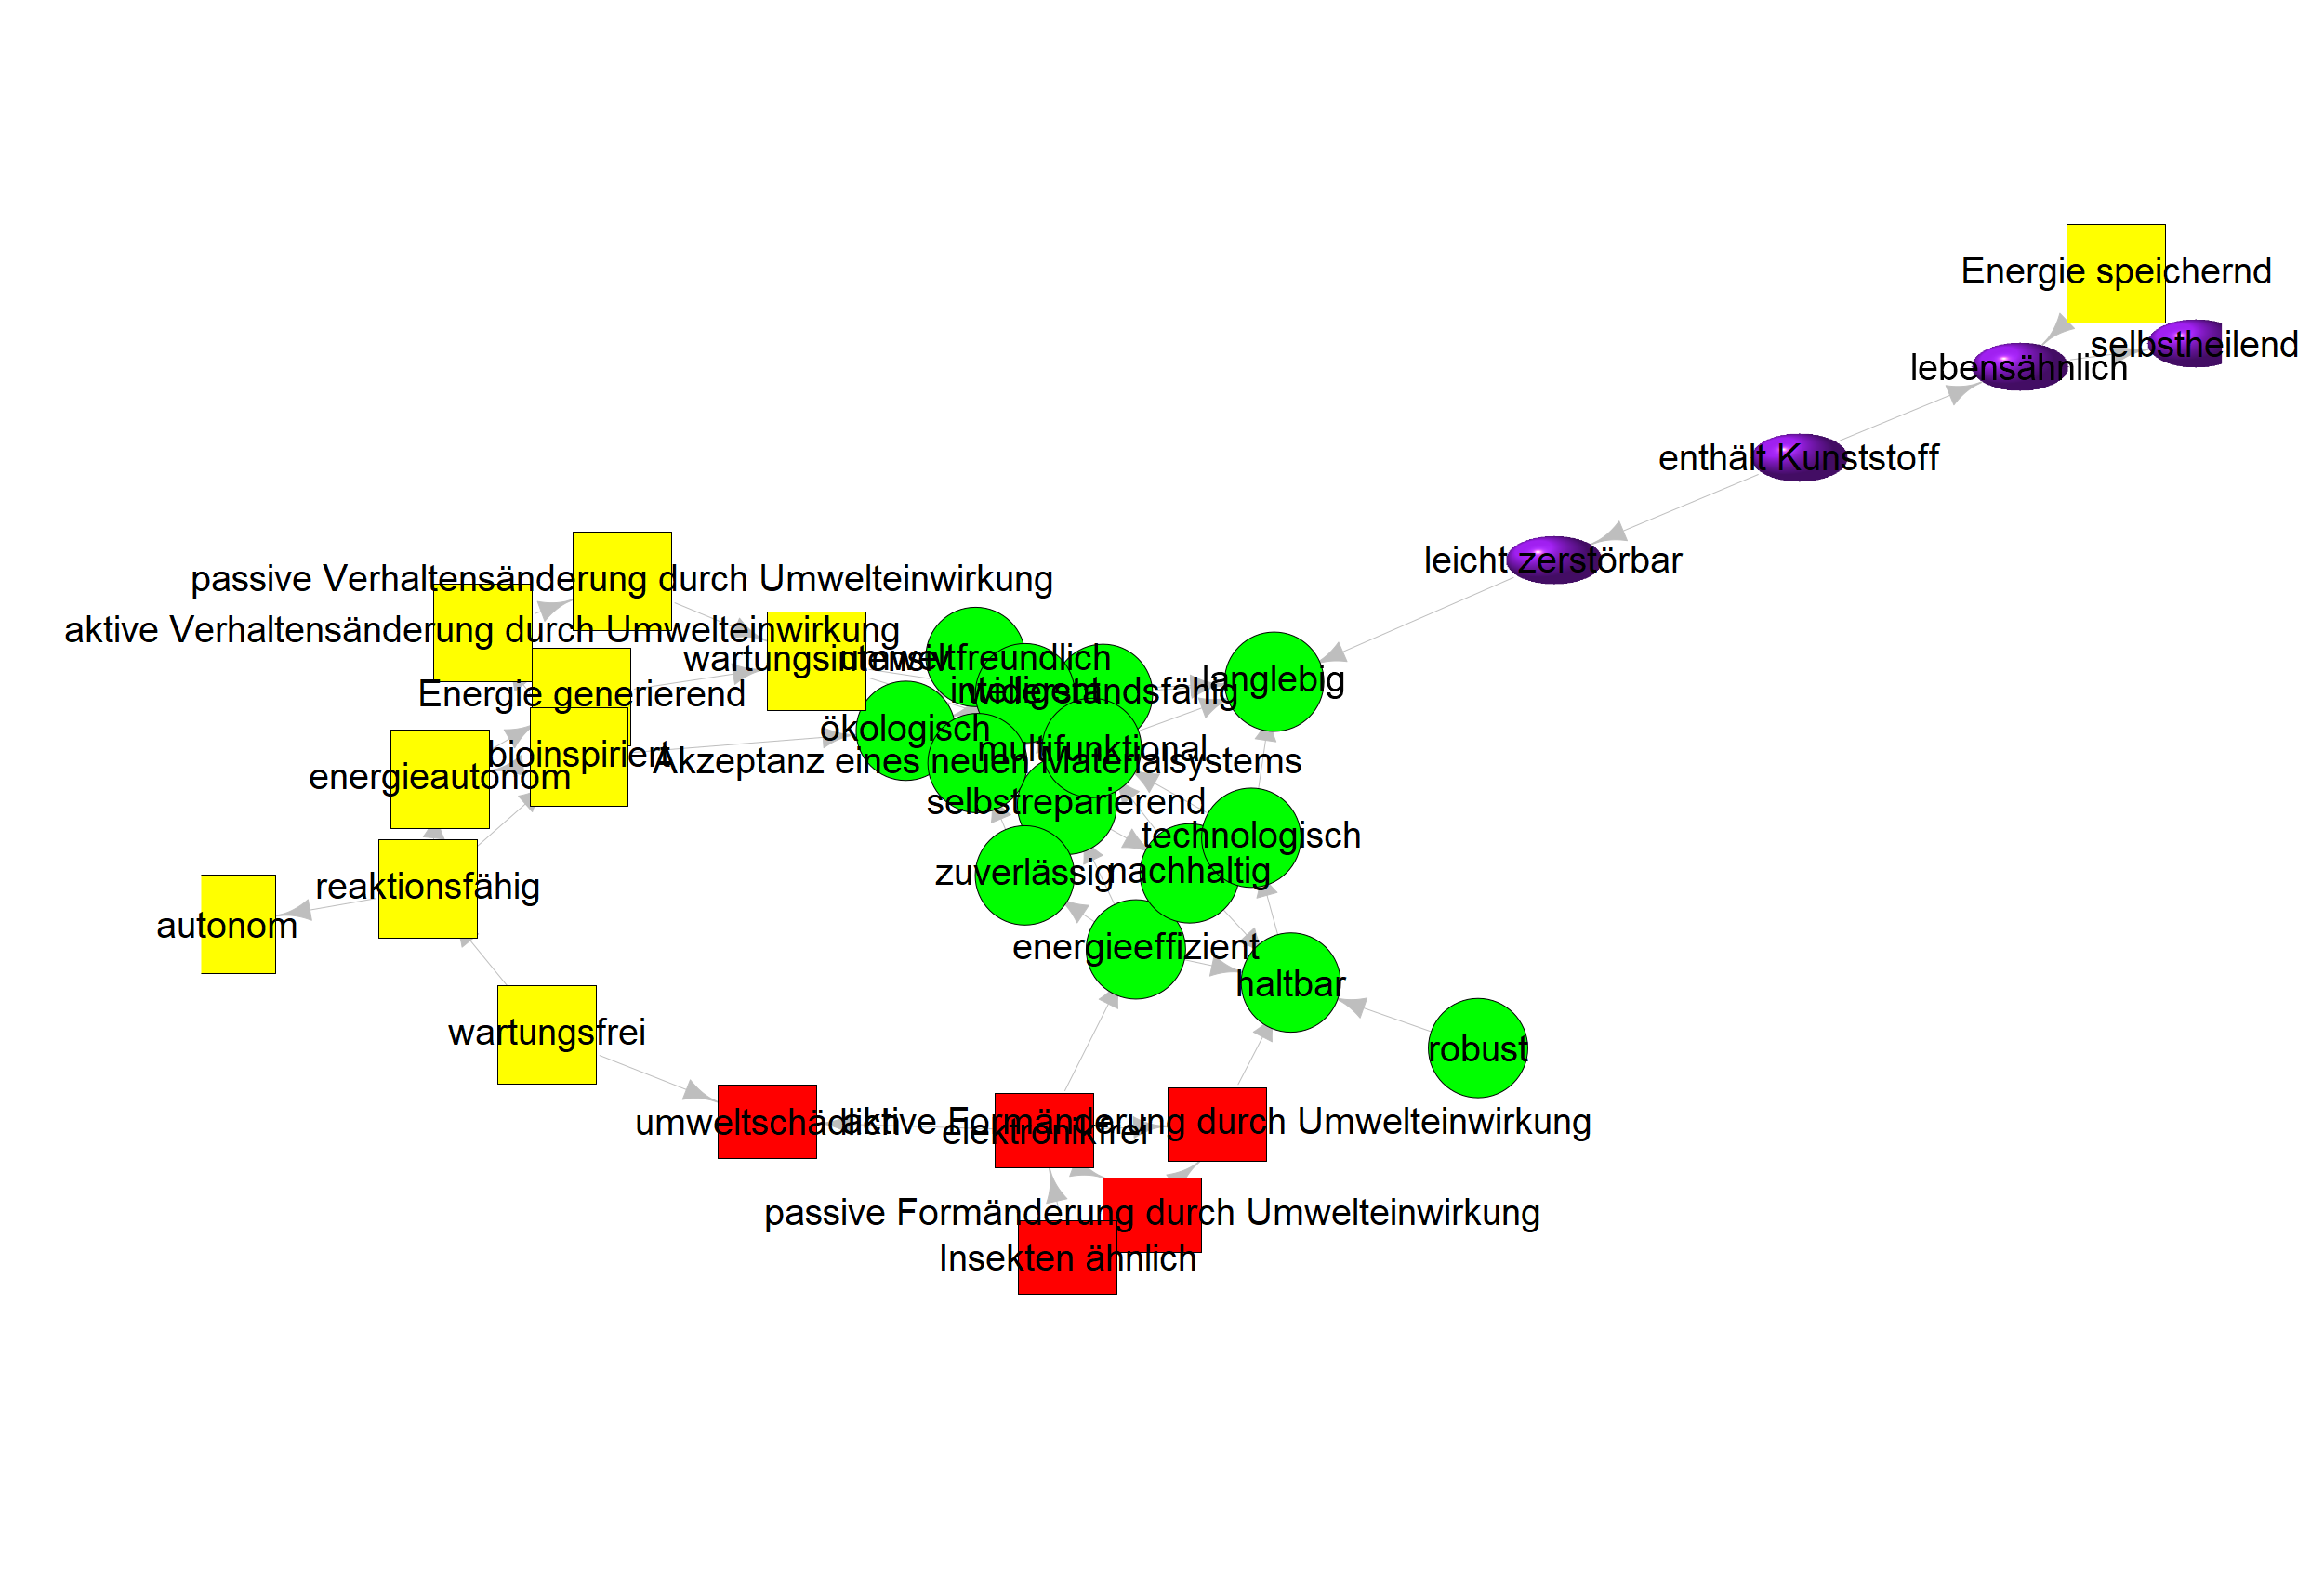 Energie speichernd
selbstheilend
lebensähnlich
enthält Kunststoff
leicht zerstörbar
passive Verhaltensänderung durch Umwelteinwirkung
aktive Verhaltensänderung durch Umwelteinwirkung
wartungsintensiv
umweltfreundlich
Energie generierend
intelligent
widerstandsfähig
langlebig
ökologisch
multifunktional
bioinspiriert
Akzeptanz eines neuen Materialsystems
energieautonom
selbstreparierend
technologisch
zuverlässig
nachhaltig
reaktionsfähig
autonom
energieeffizient
haltbar
wartungsfrei
robust
umweltschädlich
aktive Formänderung durch Umwelteinwirkung
elektronikfrei
passive Formänderung durch Umwelteinwirkung
Insekten ähnlich